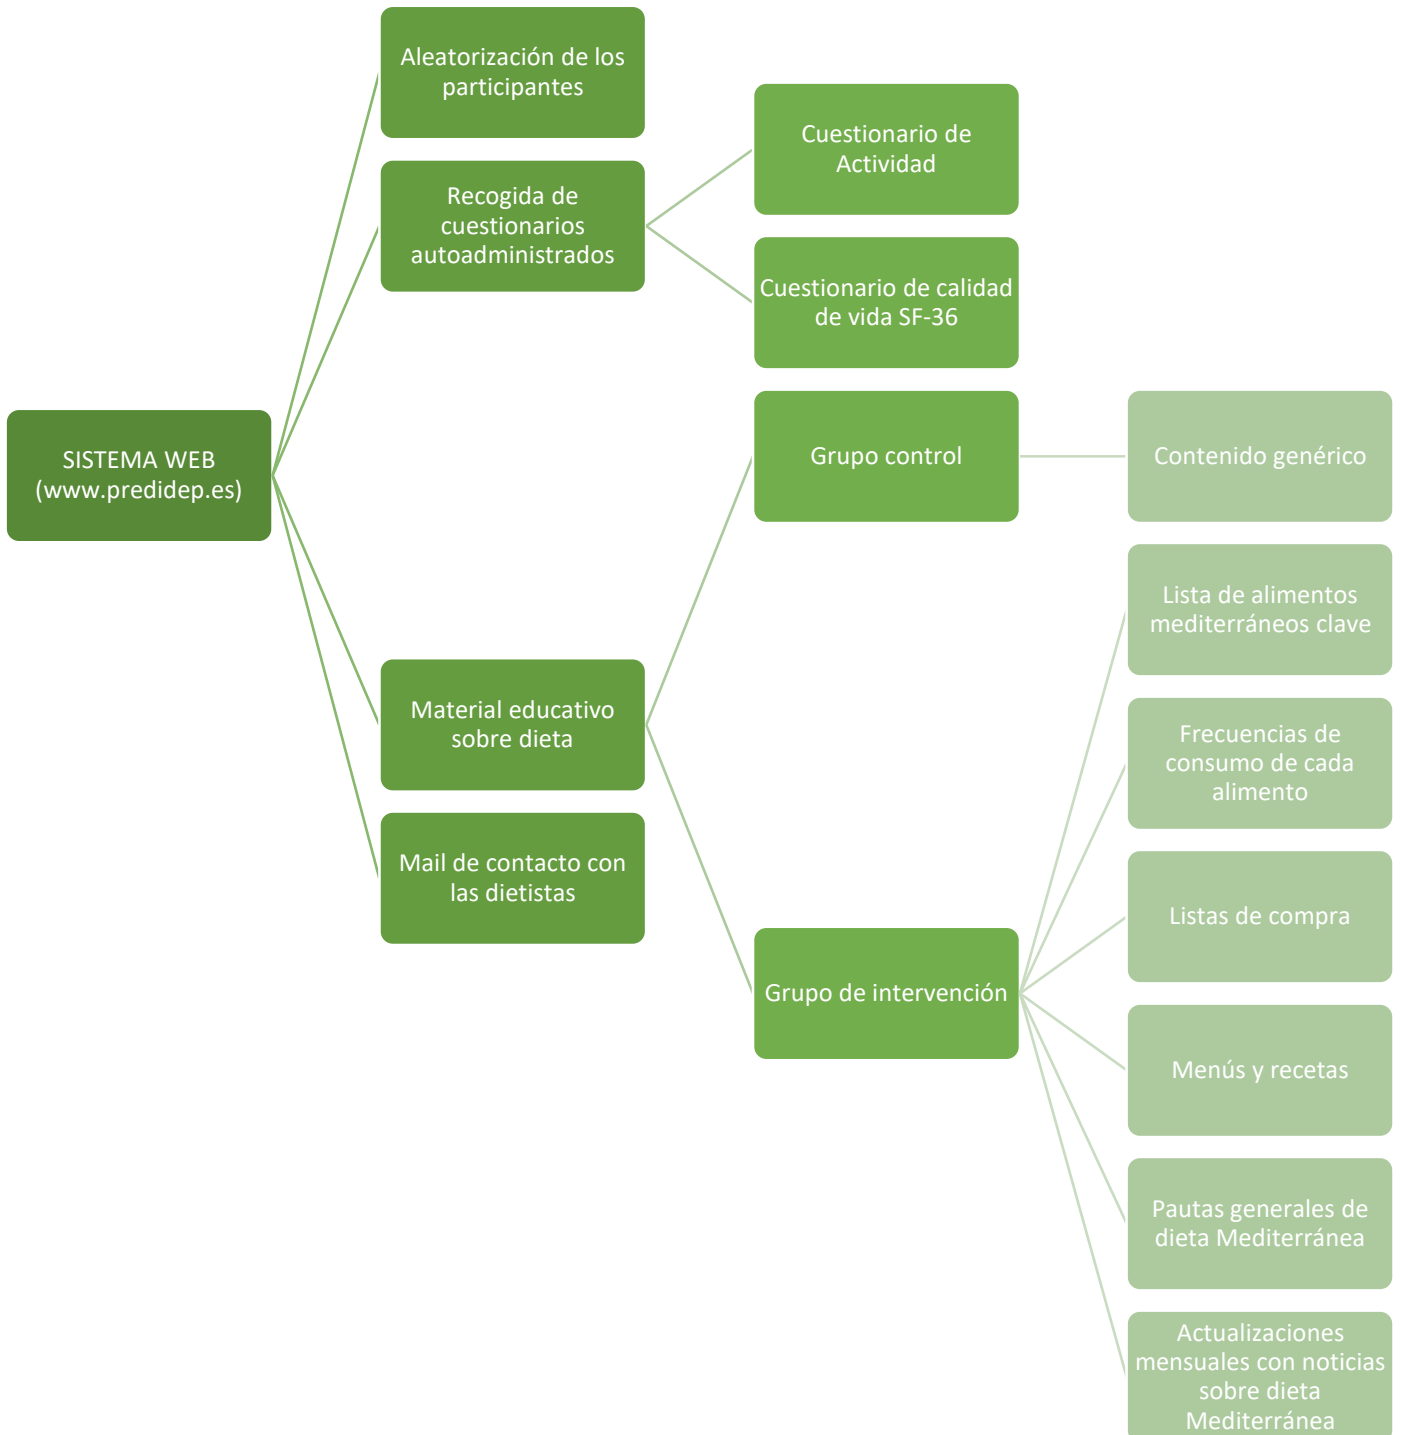 Aleatorización de los
participantes
Recogida de
cuestionarios
autoadministrados
Cuestionario de
Actividad
Cuestionario de calidad
de vida SF-36
SISTEMA WEB
(www.predidep.es)
Grupo control
Contenido genérico
Lista de alimentos
mediterráneos clave
Material educativo
sobre dieta
Frecuencias de
consumo de cada
alimento
Mail de contacto con
las dietistas
Listas de compra
Grupo de intervención
Menús y recetas
Pautas generales de
dieta Mediterránea
Actualizaciones
mensuales con noticias
sobre dieta
Mediterránea